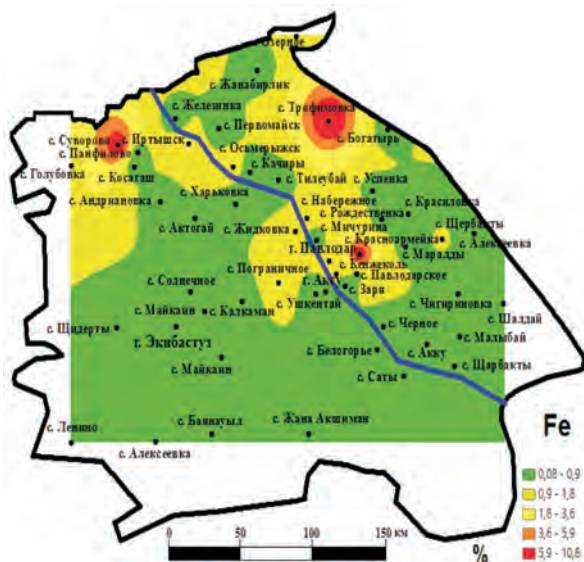 с. Озерное
с. Жанабирлик
с. Железинка
с. Трофимовка
с. Суворово
с. Иртышск
с. Первомайск
с. Богатырь
с. Панфилово
с. Осьмерыжск
с. Голубовка
с. Косагаш
с. Качиры
с. Тилеубай
с. Успенка
с. Андриановка
с. Харьковка
с. Набережное
с. Красиловка
с. Рождественка
с. Актогай
с. Жидковка
с. Мичурина
с. Щербакты
г. Павлодар
с. Красноармейка
с. Алексеевка
с. Кенжеколь
с. Маралды
с. Солнечное
с. Пограничное
г. Аксу
с. Павлодарское
с. Заря
с. Ушкентай
с. Чигириновка
с. Майкаин
с. Калкаман
с. Шалдай
с. Шидерты
г. Экибастуз
с. Черное
с. Малыбай
с. Белогорье
с. Акку
с. Майкаин
с. Саты
с. Щарбакты
с. Ленино
с. Баянауыл
с. Жана Акшиман
с. Алексеевка
Fe
0,08 - 0,9
0,9 - 1,8
1,8 - 3,6
3,6 - 5,9
5,9 - 10,8
0 50 100 150 км
%